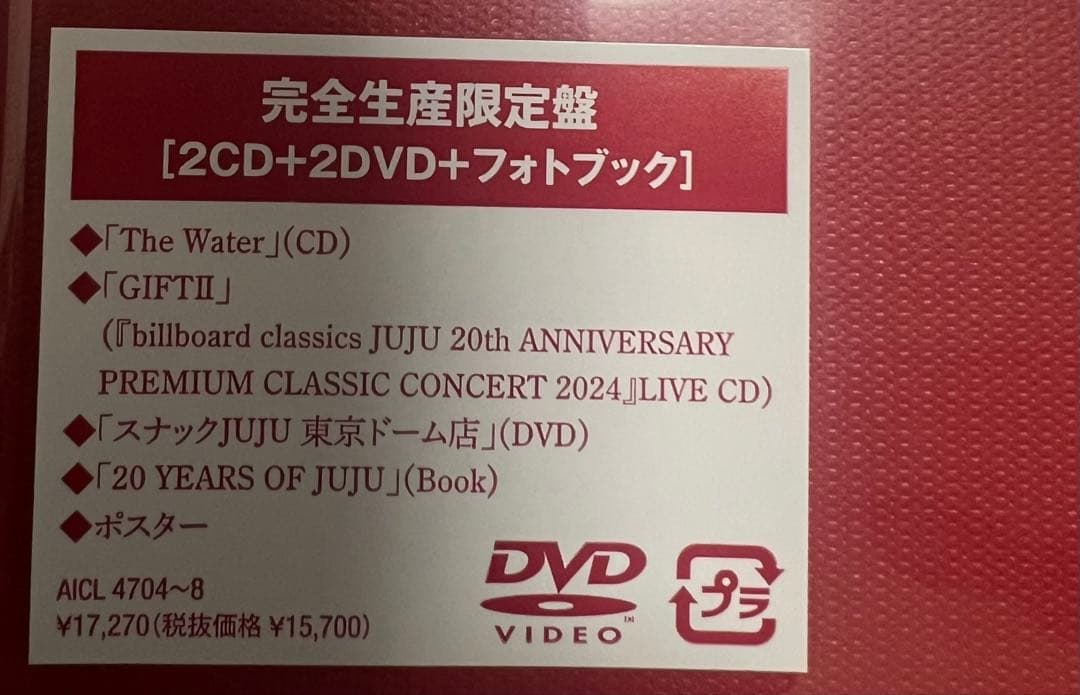 完全生産限定盤
[2CD+2DVD+フォトブック]
◆「The Water」(CD)
◆「GIFTⅡ」
(『billboard classics JUJU 20th ANNIVERSARY
PREMIUM CLASSIC CONCERT 2024』LIVE CD)
◆「スナックJUJU 東京ドーム店」(DVD)
◆「20 YEARS OF JUJU」(Book)
◆ポスター
AICL 4704〜8
¥17,270(税抜価格 ¥15,700)
DVD
VIDEO
TM
プラ